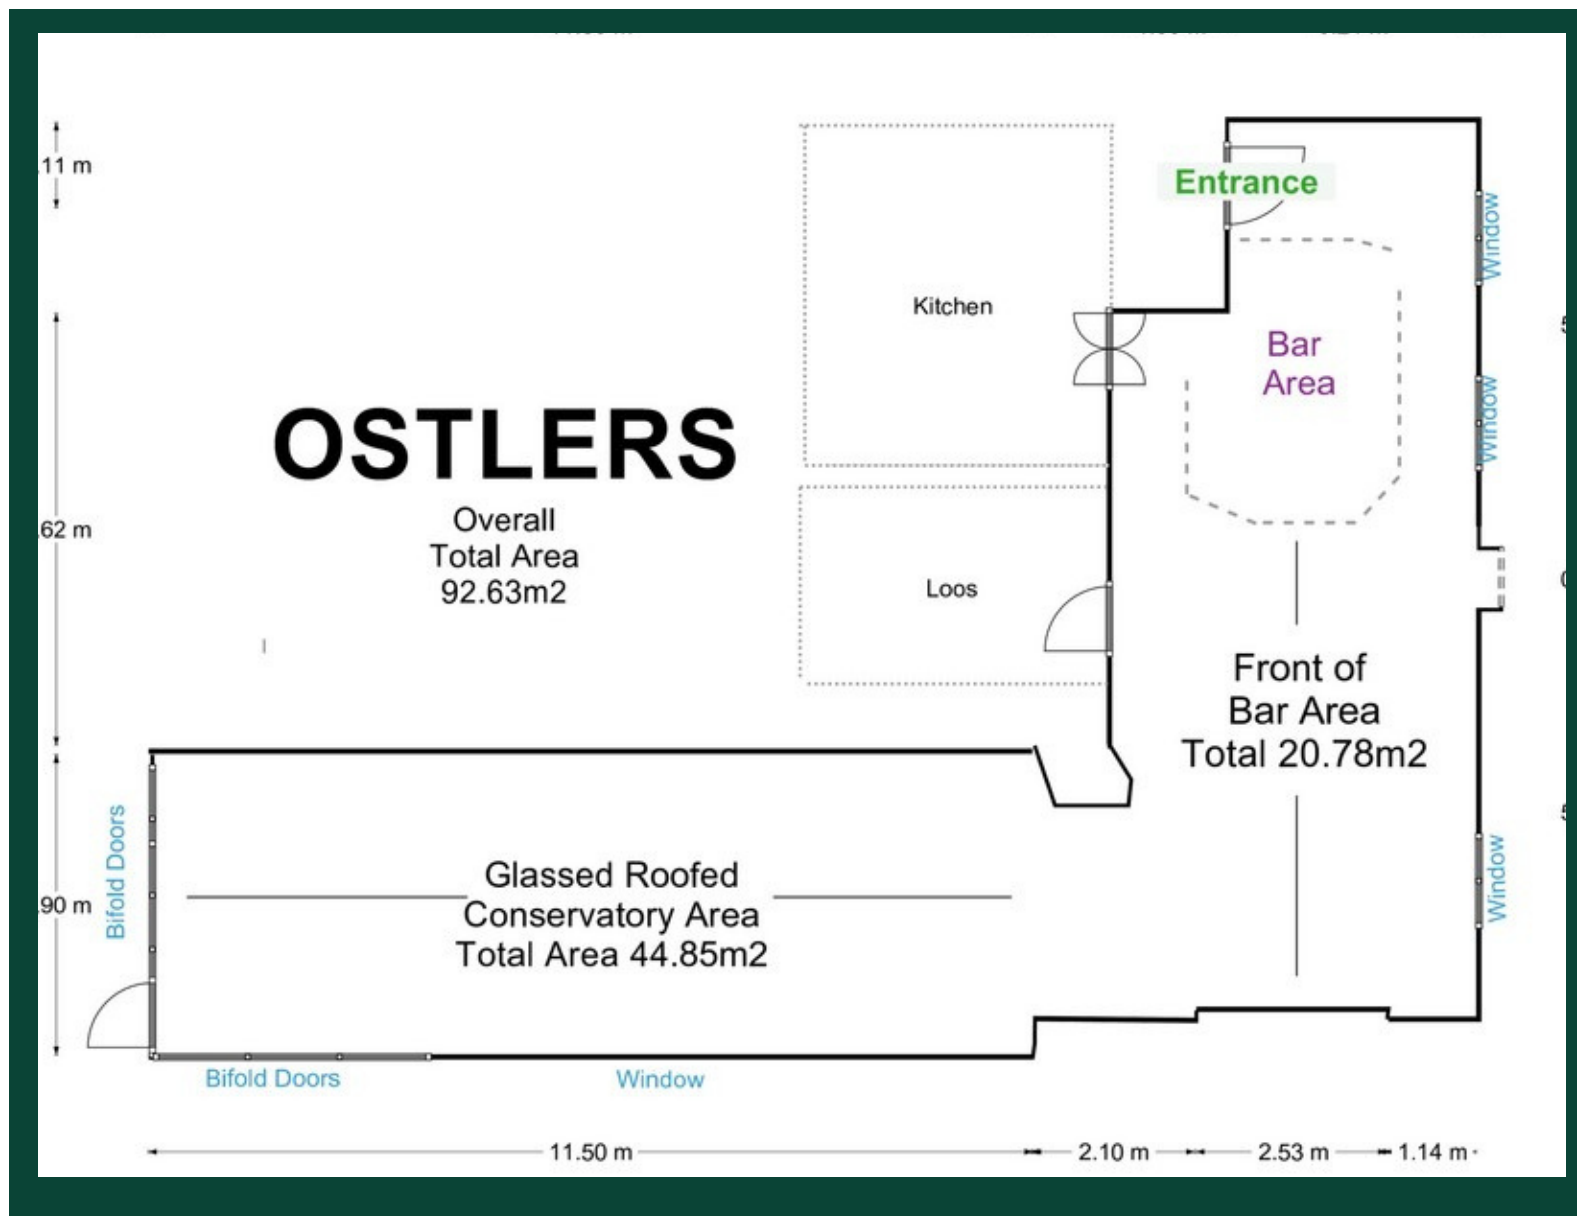 .11 m
Entrance
Window
Kitchen
Bar
Area
Window
OSTLERS
Overall
Total Area
92.63m2
.62 m
Loos
Front of
Bar Area
Total 20.78m2
Bifold Doors
Glassed Roofed
Conservatory Area
Total Area 44.85m2
.90 m
Window
Bifold Doors
Window
11.50 m
2.10 m
2.53 m
1.14 m